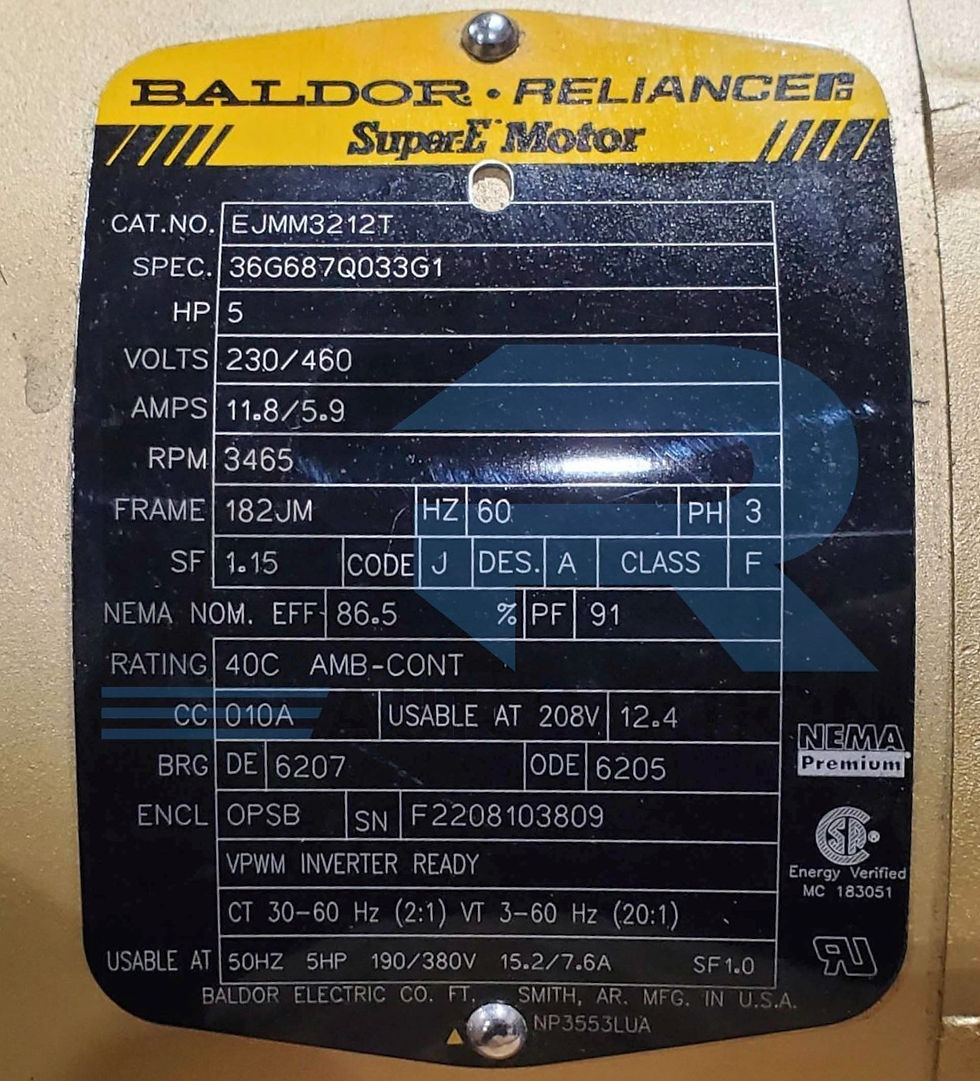 BALDOR • RELIANCE
Super-E Motor
CAT.NO. EJMM3212T
SPEC. 36G687Q033G1
HP 5
VOLTS 230/460
AMPS 11.8/5.9
RPM 3465
FRAME 182JM HZ 60 PH 3
SF 1.15 CODE J DES. A CLASS F
NEMA NOM. EFF 86.5 % PF 91
RATING 40C AMB-CONT
CC 010A USABLE AT 208V 12.4
BRG DE 6207 ODE 6205
ENCL OPSB SN F2208103809
VPWM INVERTER READY
CT 30-60 Hz (2:1) VT 3-60 Hz (20:1)
USABLE AT 50HZ 5HP 190/380V 15.2/7.6A SF1.0
BALDOR ELECTRIC CO. FT. SMITH, AR. MFG. IN U.S.A.
NP3553LUA
NEMA
Premium
Energy Verified
MC 183051